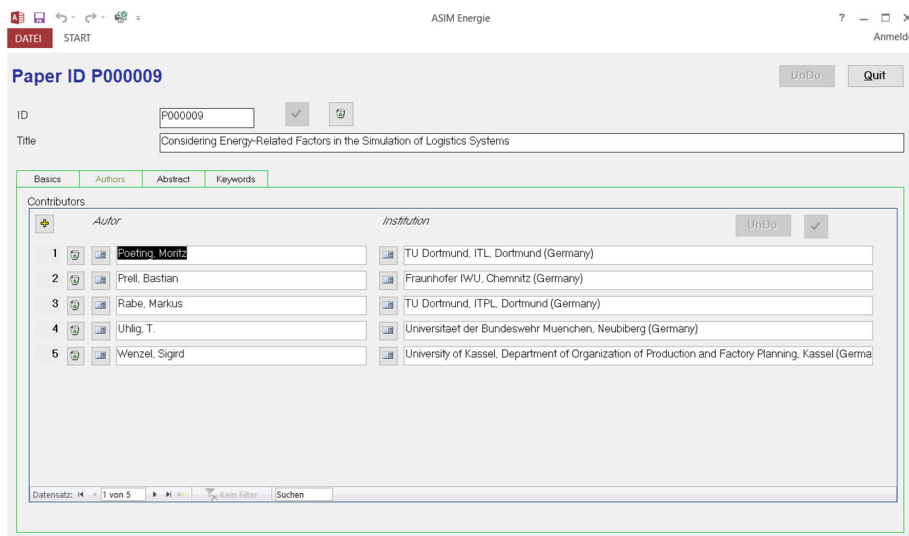 ASIM Energie
?
DATEI START Anmeld
Paper ID P000009 UnDo Quit
ID P000009
Title Considering Energy-Related Factors in the Simulation of Logistics Systems
Basics Authors Abstract Keywords
Contributors
Autor Institution UnDo
1 Poeting, Moritz TU Dortmund, ITL, Dortmund (Germany)
2 Prell, Bastian Fraunhofer IWU, Chemnitz (Germany)
3 Rabe, Markus TU Dortmund, ITPL, Dortmund (Germany)
4 Uhlig, T. Universitaet der Bundeswehr Muenchen, Neubiberg (Germany)
5 Wenzel, Sigird University of Kassel, Department of Organization of Production and Factory Planning, Kassel (Germa
Datensatz: 1 von 5 Kein Filter Suchen